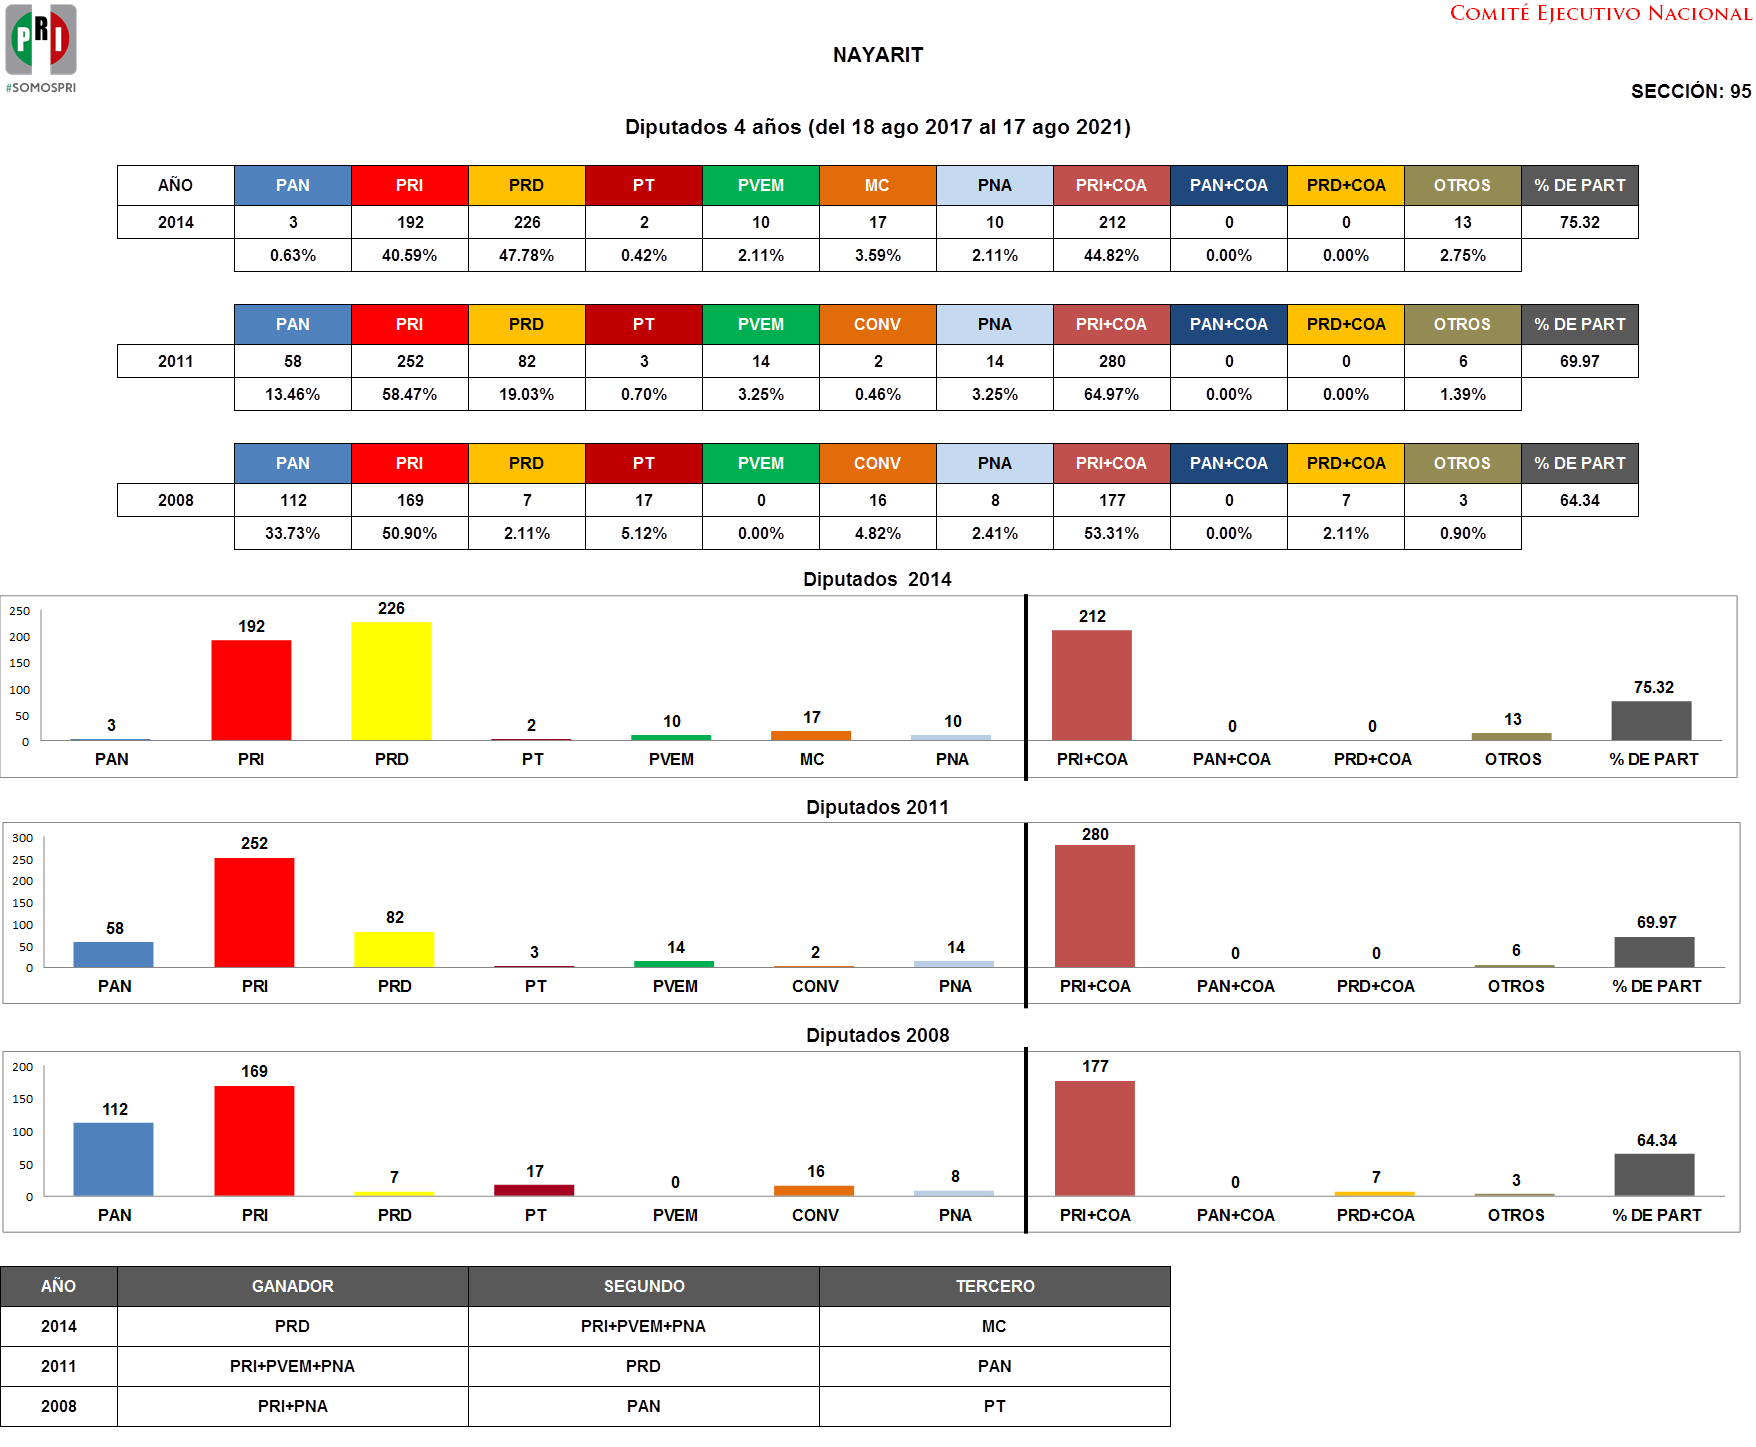 PRI
#SOMOSPRI
COMITÉ EJECUTIVO NACIONAL
NAYARIT
SECCIÓN: 95
Diputados 4 años (del 18 ago 2017 al 17 ago 2021)
AÑO PAN PRI PRD PT PVEM MC PNA PRI+COA PAN+COA PRD+COA OTROS % DE PART
2014 3 192 226 2 10 17 10 212 0 0 13 75.32
0.63% 40.59% 47.78% 0.42% 2.11% 3.59% 2.11% 44.82% 0.00% 0.00% 2.75%
PAN PRI PRD PT PVEM CONV PNA PRI+COA PAN+COA PRD+COA OTROS % DE PART
2011 58 252 82 3 14 2 14 280 0 0 6 69.97
13.46% 58.47% 19.03% 0.70% 3.25% 0.46% 3.25% 64.97% 0.00% 0.00% 1.39%
PAN PRI PRD PT PVEM CONV PNA PRI+COA PAN+COA PRD+COA OTROS % DE PART
2008 112 169 7 17 0 16 8 177 0 7 3 64.34
33.73% 50.90% 2.11% 5.12% 0.00% 4.82% 2.41% 53.31% 0.00% 2.11% 0.90%
Diputados 2014
250
200
150
100
50
0
3 192 226 2 10 17 10 212 0 0 13 75.32
PAN PRI PRD PT PVEM MC PNA PRI+COA PAN+COA PRD+COA OTROS % DE PART
Diputados 2011
300
250
200
150
100
50
0
58 252 82 3 14 2 14 280 0 0 6 69.97
PAN PRI PRD PT PVEM CONV PNA PRI+COA PAN+COA PRD+COA OTROS % DE PART
Diputados 2008
200
150
100
50
0
112 169 7 17 0 16 8 177 0 7 3 64.34
PAN PRI PRD PT PVEM CONV PNA PRI+COA PAN+COA PRD+COA OTROS % DE PART
AÑO GANADOR SEGUNDO TERCERO
2014 PRD PRI+PVEM+PNA MC
2011 PRI+PVEM+PNA PRD PAN
2008 PRI+PNA PAN PT